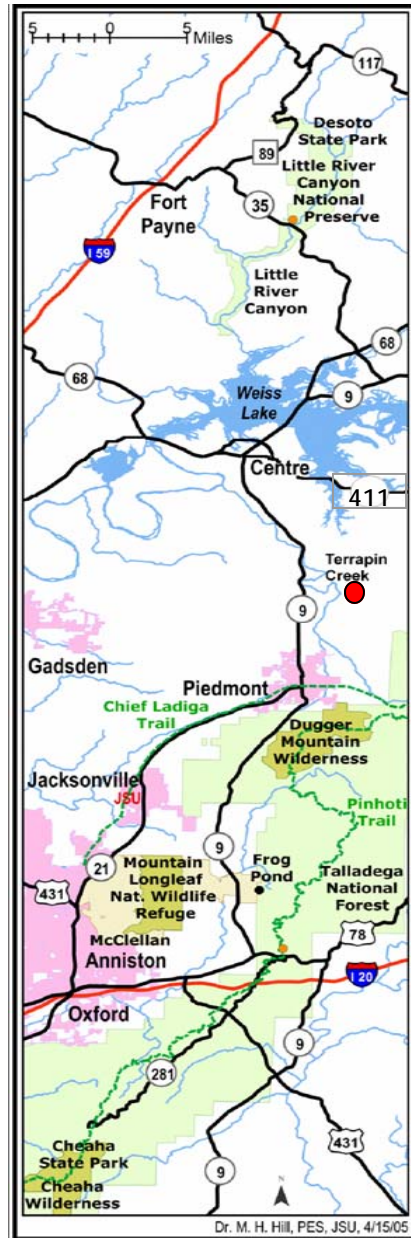 5 0 5
Miles
117
Desoto
State Park
89
Little River
Canyon
National
Preserve
35
Fort
Payne
I 59
Little
River
Canyon
68
68
Weiss
Lake
9
Centre
411
Terrapin
Creek
9
Gadsden
Piedmont
Chief Ladiga
Trail
Dugger
Mountain
Wilderness
Jacksonville
JSU
Pinhoti
Trail
9
21
Mountain
Longleaf
Nat. Wildlife
Refuge
Frog
Pond
Talladega
National
Forest
431
78
McClellan
Anniston
I 20
Oxford
9
281
431
Cheaha
State Park
Cheaha
Wilderness
9
N
Dr. M. H. Hill, PES, JSU, 4/15/05